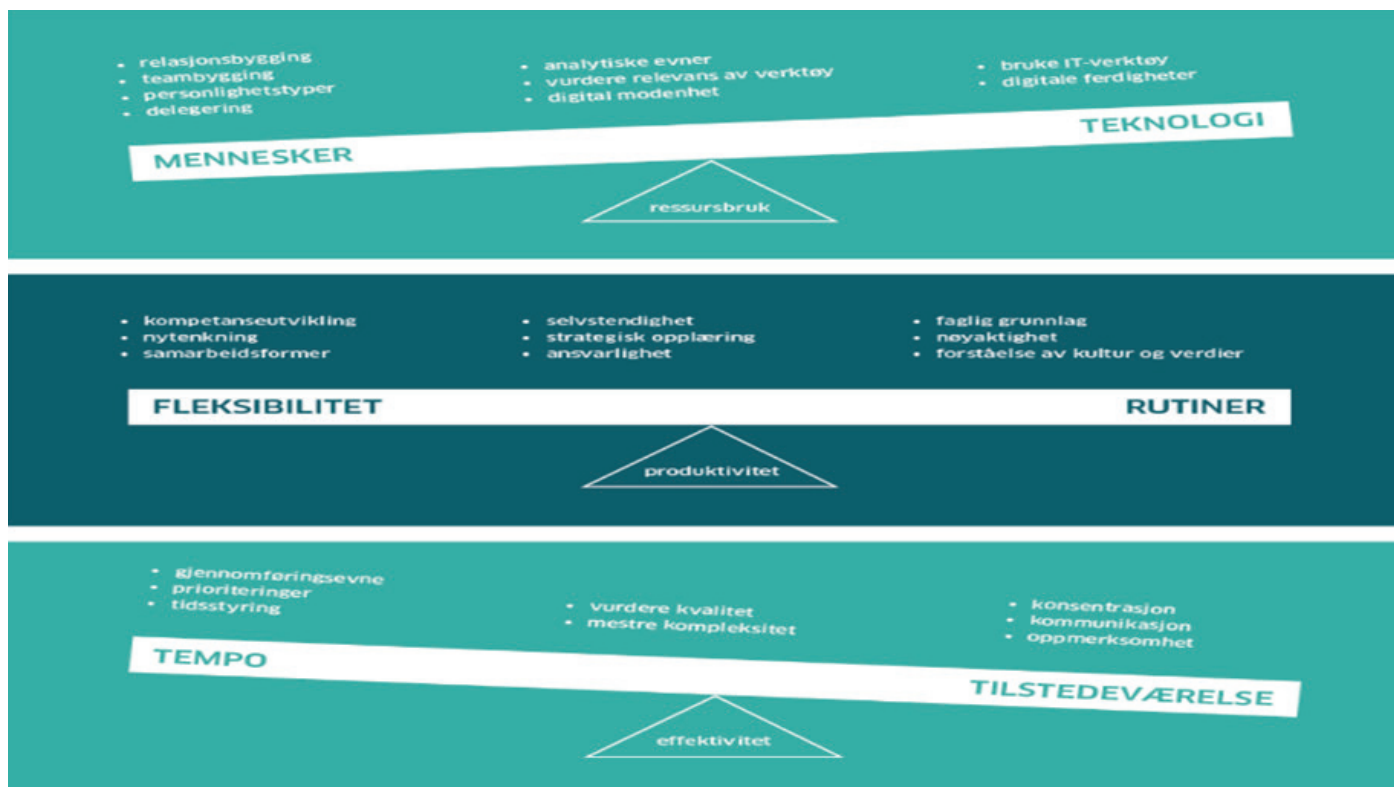 • relasjonsbygging
• teambygging
• personlighetstyper
• delegering
• analytiske evner
• vurdere relevans av verktøy
• digital modenhet
• bruke IT-verktøy
• digitale ferdigheter
MENNESKER
TEKNOLOGI
ressursbruk
• kompetanseutvikling
• nytenkning
• samarbeidsformer
• selvstendighet
• strategisk opplæring
• ansvarlighet
• faglig grunnlag
• nøyaktighet
• forståelse av kultur og verdier
FLEKSIBILITET
RUTINER
produktivitet
• gjennomføringsevne
• prioriteringer
• tidsstyring
• vurdere kvalitet
• mestre kompleksitet
• konsentrasjon
• kommunikasjon
• oppmerksomhet
TEMPO
TILSTEDEVÆRELSE
effektivitet